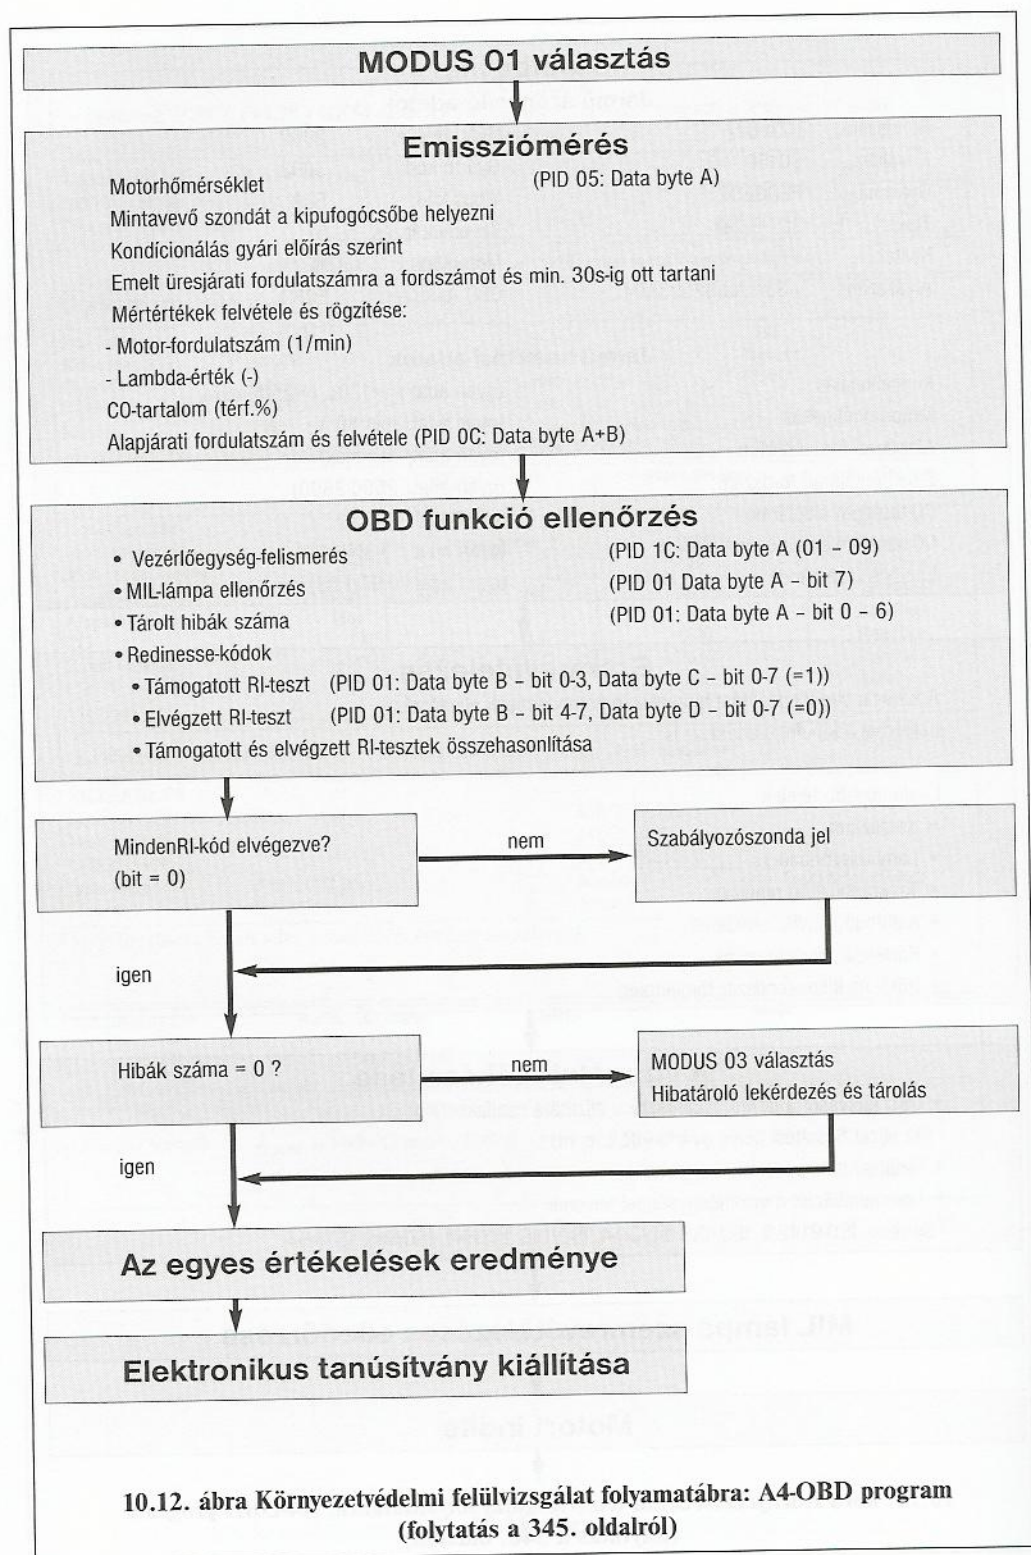 MODUS 01 választás
Emissziómérés
Motorhőmérséklet (PID 05: Data byte A)
Mintavevő szondát a kipufogócsőbe helyezni
Kondícionálás gyári előirás szerint
Emelt üresjárati fordulatszámra a fordszámot és min. 30s-ig ott tartani
Mértértékek felvétele és rögzítése:
- Motor-fordulatszám (1/min)
- Lambda-érték (-)
CO-tartalom (térf.%)
Alapjárati fordulatszám és felvétele (PID 0C: Data byte A+B)
OBD funkció ellenőrzés
• Vezérlőegység-felismerés (PID 1C: Data byte A (01 – 09)
• MIL-lámpa ellenőrzés (PID 01 Data byte A – bit 7)
• Tárolt hibák száma (PID 01: Data byte A – bit 0 – 6)
• Redinesse-kódok
• Támogatott RI-teszt (PID 01: Data byte B – bit 0-3, Data byte C – bit 0-7 (=1))
• Elvégzett RI-teszt (PID 01: Data byte B – bit 4-7, Data byte D – bit 0-7 (=0))
• Támogatott és elvégzett RI-tesztek összehasonlítása
MindenRI-kód elvégezve?
(bit = 0)
nem
Szabályozószonda jel
igen
Hibák száma = 0 ?
nem
MODUS 03 választás
Hibatároló lekérdezés és tárolás
igen
Az egyes értékelések eredménye
Elektronikus tanúsítvány kiállítása
10.12. ábra Környezetvédelmi felülvizsgálat folyamatábra: A4-OBD program
(folytatás a 345. oldalról)